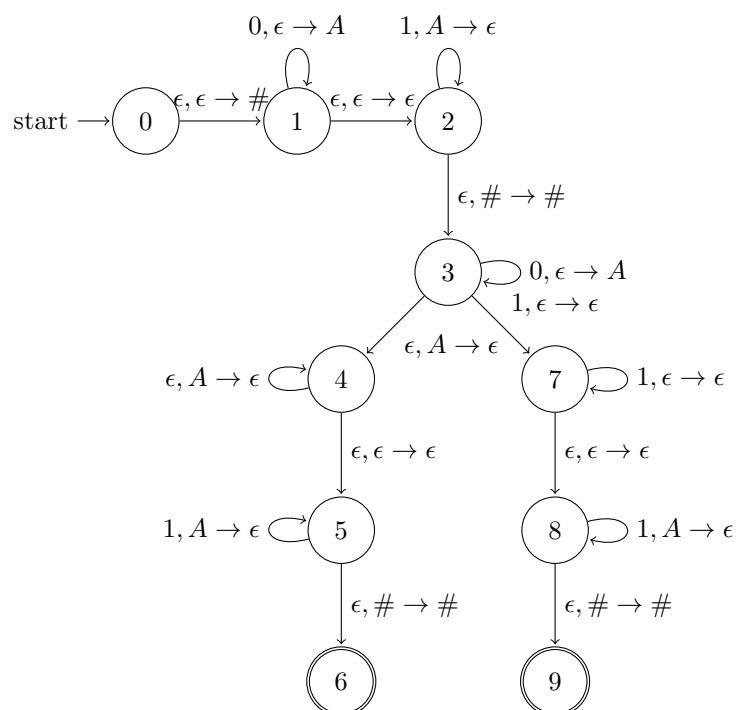 0, ϵ → A 1, A → ϵ
start 0 ϵ, ϵ → # 1 ϵ, ϵ → ϵ 2
ϵ, # → #
3 0, ϵ → A
1, ϵ → ϵ
ϵ, A → ϵ
ϵ, A → ϵ 4 7 1, ϵ → ϵ
ϵ, ϵ → ϵ ϵ, ϵ → ϵ
1, A → ϵ 5 8 1, A → ϵ
ϵ, # → # ϵ, # → #
6 9